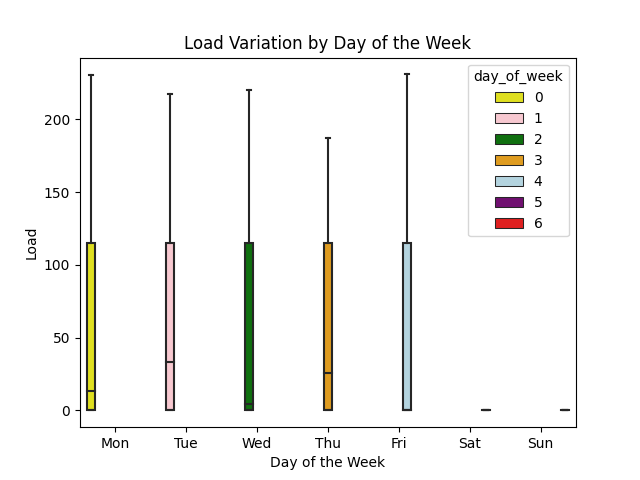 Load Variation by Day of the Week
day_of_week
0
1
2
3
4
5
6
Load
200
150
100
50
0
Mon Tue Wed Thu Fri Sat Sun
Day of the Week